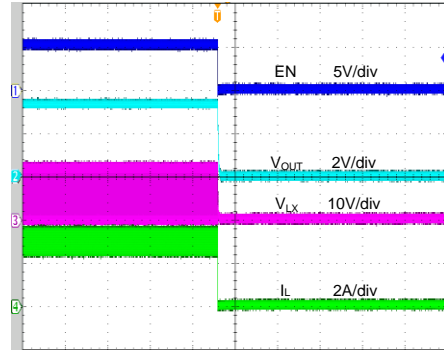 T
1
EN 5V/div
2
VOUT 2V/div
3
VLX 10V/div
4
IL 2A/div